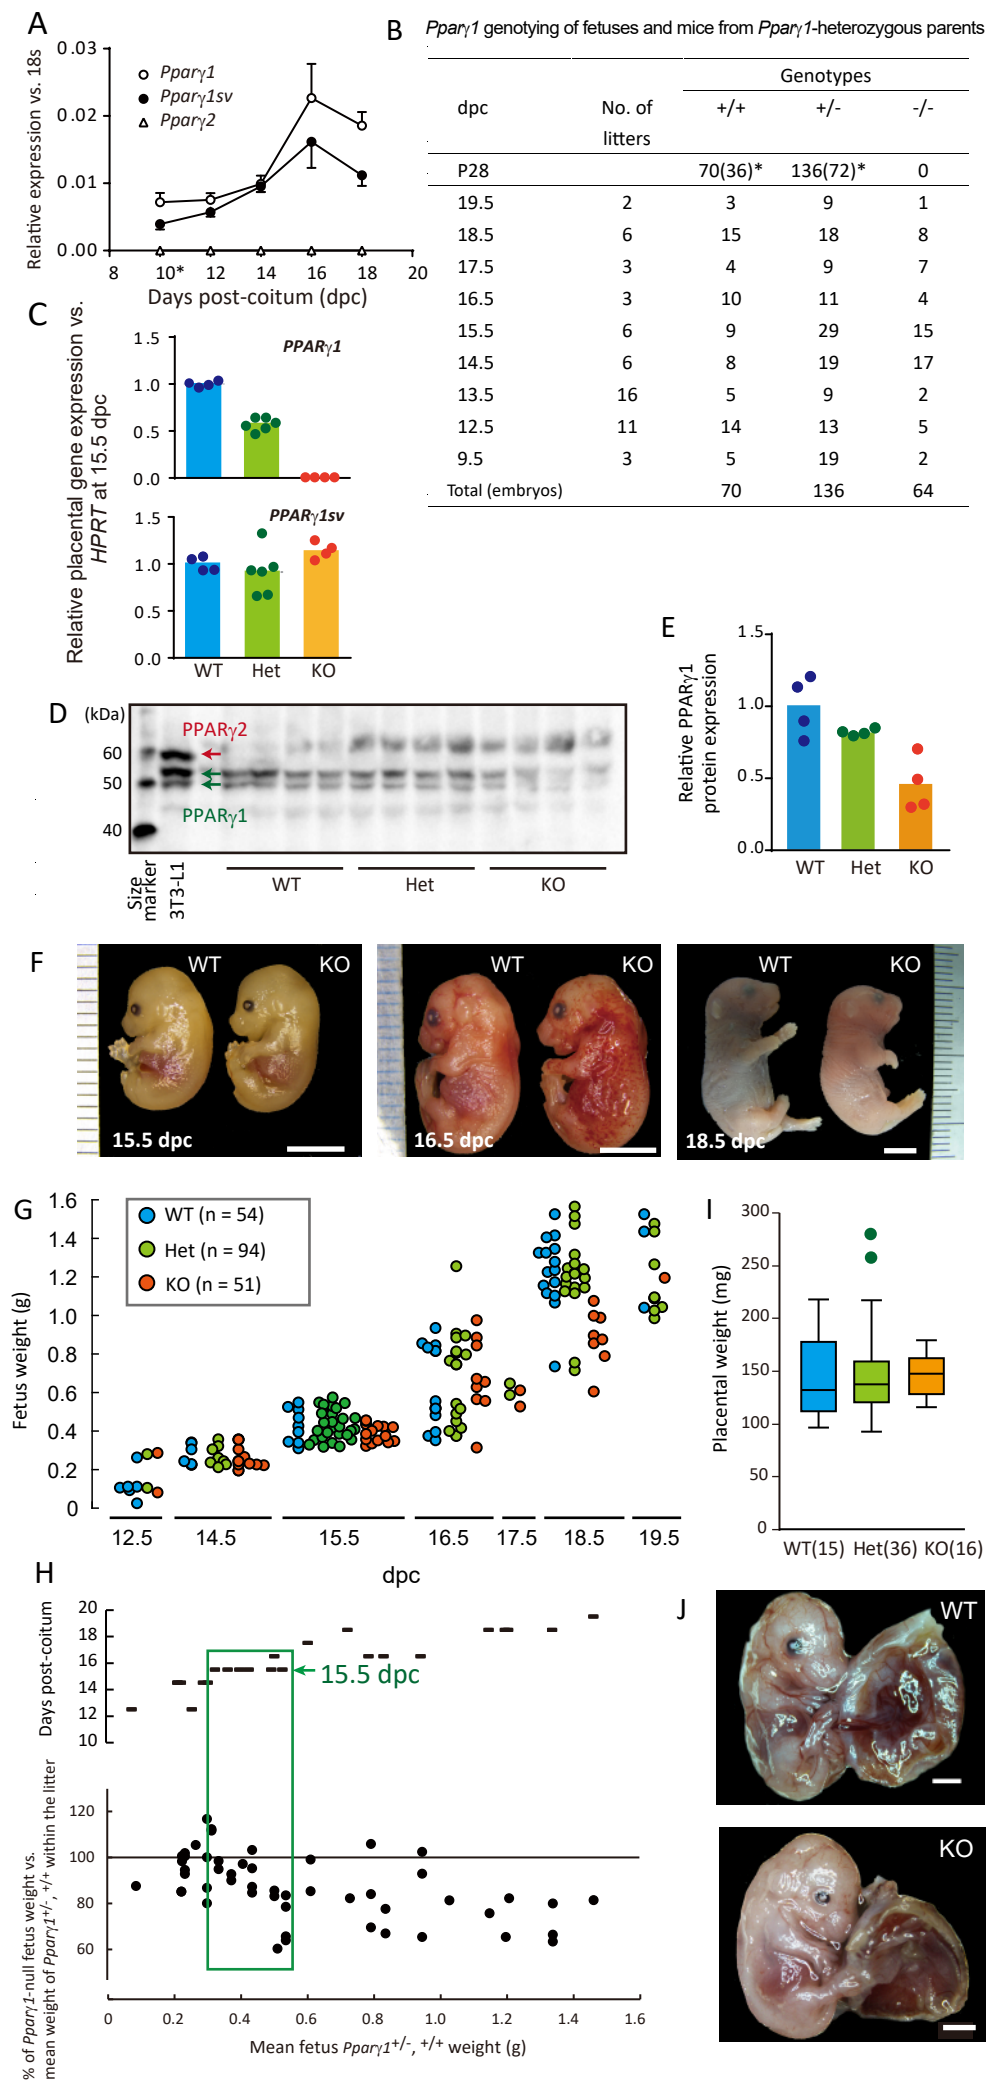 A
Relative expression vs. 18s
0.03
0.02
0.01
0.00
Pparγ1
Pparγ1sv
Pparγ2
8 10* 12 14 16 18 20
Days post-coitum (dpc)
B
Pparγ1 genotying of fetuses and mice from Pparγ1-heterozygous parents
Genotypes
dpc No. of litters +/+ +/- -/-
P28 70(36)* 136(72)* 0
19.5 2 3 9 1
18.5 6 15 18 8
17.5 3 4 9 7
16.5 3 10 11 4
15.5 6 9 29 15
14.5 6 8 19 17
13.5 16 5 9 2
12.5 11 14 13 5
9.5 3 5 19 2
Total (embryos) 70 136 64
C
Relative placental gene expression vs.
HPRT at 15.5 dpc
PPARγ1
1.5
1.0
0.5
0.0
PPARγ1sv
1.5
1.0
0.5
0.0
WT Het KO
D
(kDa)
60
50
40
PPARγ2
PPARγ1
Size
marker
3T3-L1
WT Het KO
E
Relative PPARγ1
protein expression
1.5
1.0
0.5
0.0
WT Het KO
F
WT KO
15.5 dpc
WT KO
16.5 dpc
WT KO
18.5 dpc
G
Fetus weight (g)
1.6
1.4
1.2
1.0
0.8
0.6
0.4
0.2
0
WT (n = 54)
Het (n = 94)
KO (n = 51)
12.5 14.5 15.5 16.5 17.5 18.5 19.5
dpc
H
Days post-coitum
20
18
16
14
12
10
15.5 dpc
% of Pparγ1-null fetus weight vs.
mean weight of Pparγ1+/-, +/+ within the litter
120
100
80
60
0 0.2 0.4 0.6 0.8 1.0 1.2 1.4 1.6
Mean fetus Pparγ1+/-, +/+ weight (g)
I
Placental weight (mg)
300
250
200
150
100
50
0
WT(15) Het(36) KO(16)
J
WT
KO